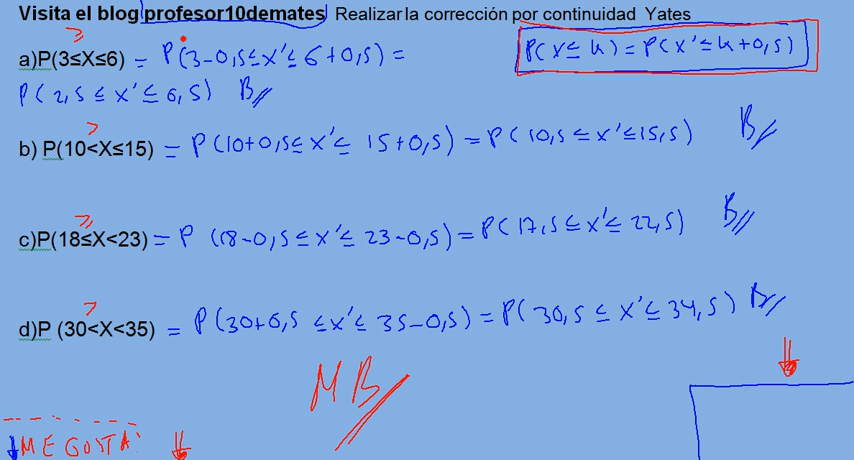 Visita el blog profesor10demates Realizar la corrección por continuidad Yates
P(X≤k)=P(X'≤k+0,5)
≥
a)P(3≤X≤6) = P(3-0,5≤X'≤6+0,5)=
P(2,5≤X'≤6,5) B//
>
b) P(10<X≤15) = P(10+0,5≤X'≤15+0,5)=P(10,5≤X'≤15,5) B//
≥
c)P(18≤X<23) = P (18-0,5≤X'≤23-0,5)=P(17,5≤X'≤22,5) B//
>
d)P (30<X<35) = P(30+0,5≤X'≤35-0,5)=P(30,5≤X'≤34,5) B//
MB//
ME GUSTA